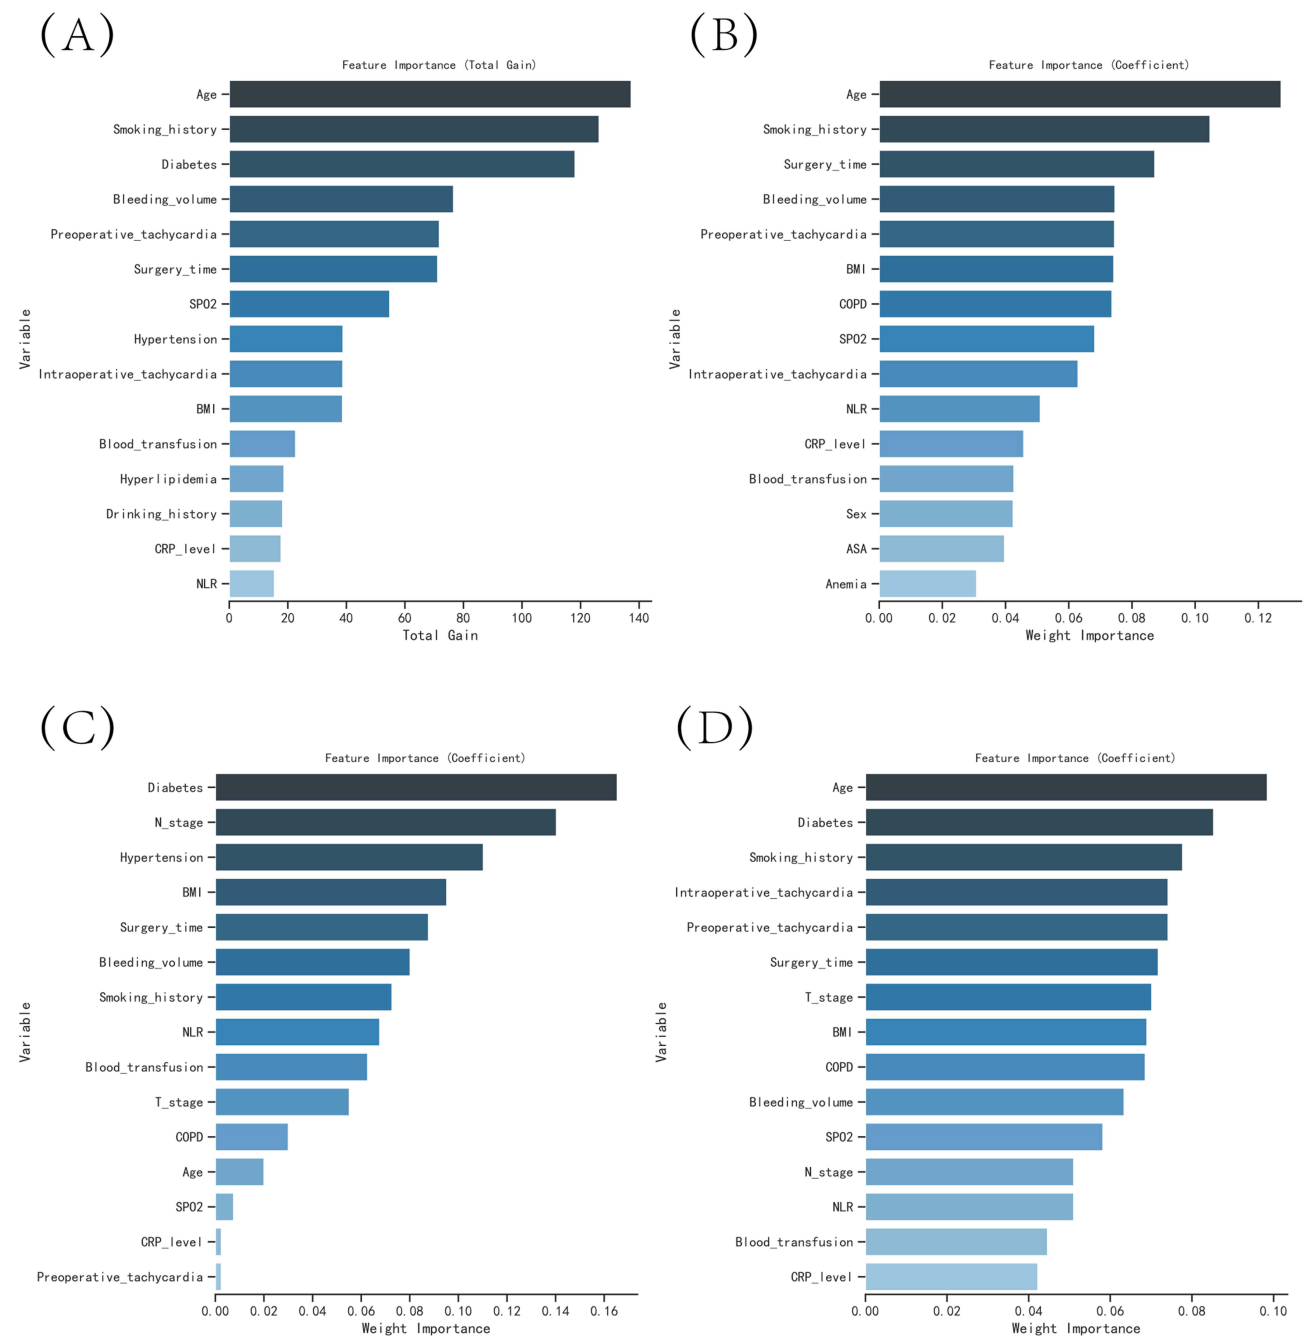 (A)
Feature Importance (Total Gain)
Variable
Age
Smoking_history
Diabetes
Bleeding_volume
Preoperative_tachycardia
Surgery_time
SPO2
Hypertension
Intraoperative_tachycardia
BMI
Blood_transfusion
Hyperlipidemia
Drinking_history
CRP_level
NLR
0 20 40 60 80 100 120 140
Total Gain
(B)
Feature Importance (Coefficient)
Variable
Age
Smoking_history
Surgery_time
Bleeding_volume
Preoperative_tachycardia
BMI
COPD
SPO2
Intraoperative_tachycardia
NLR
CRP_level
Blood_transfusion
Sex
ASA
Anemia
0.00 0.02 0.04 0.06 0.08 0.10 0.12
Weight Importance
(C)
Feature Importance (Coefficient)
Variable
Diabetes
N_stage
Hypertension
BMI
Surgery_time
Bleeding_volume
Smoking_history
NLR
Blood_transfusion
T_stage
COPD
Age
SPO2
CRP_level
Preoperative_tachycardia
0.00 0.02 0.04 0.06 0.08 0.10 0.12 0.14 0.16
Weight Importance
(D)
Feature Importance (Coefficient)
Variable
Age
Diabetes
Smoking_history
Intraoperative_tachycardia
Preoperative_tachycardia
Surgery_time
T_stage
BMI
COPD
Bleeding_volume
SPO2
N_stage
NLR
Blood_transfusion
CRP_level
0.00 0.02 0.04 0.06 0.08 0.10
Weight Importance